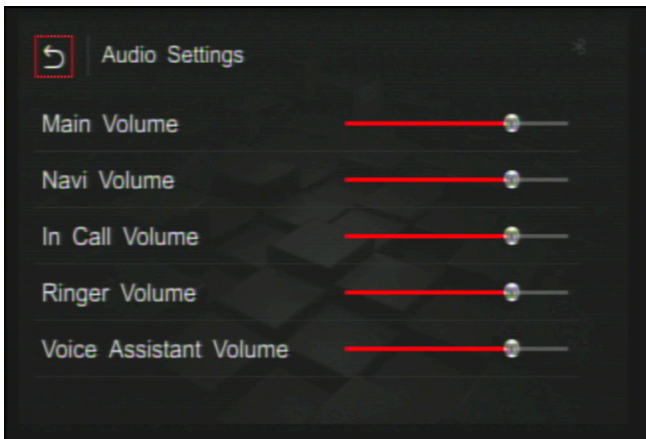 Audio Settings
Main Volume
Navi Volume
In Call Volume
Ringer Volume
Voice Assistant Volume